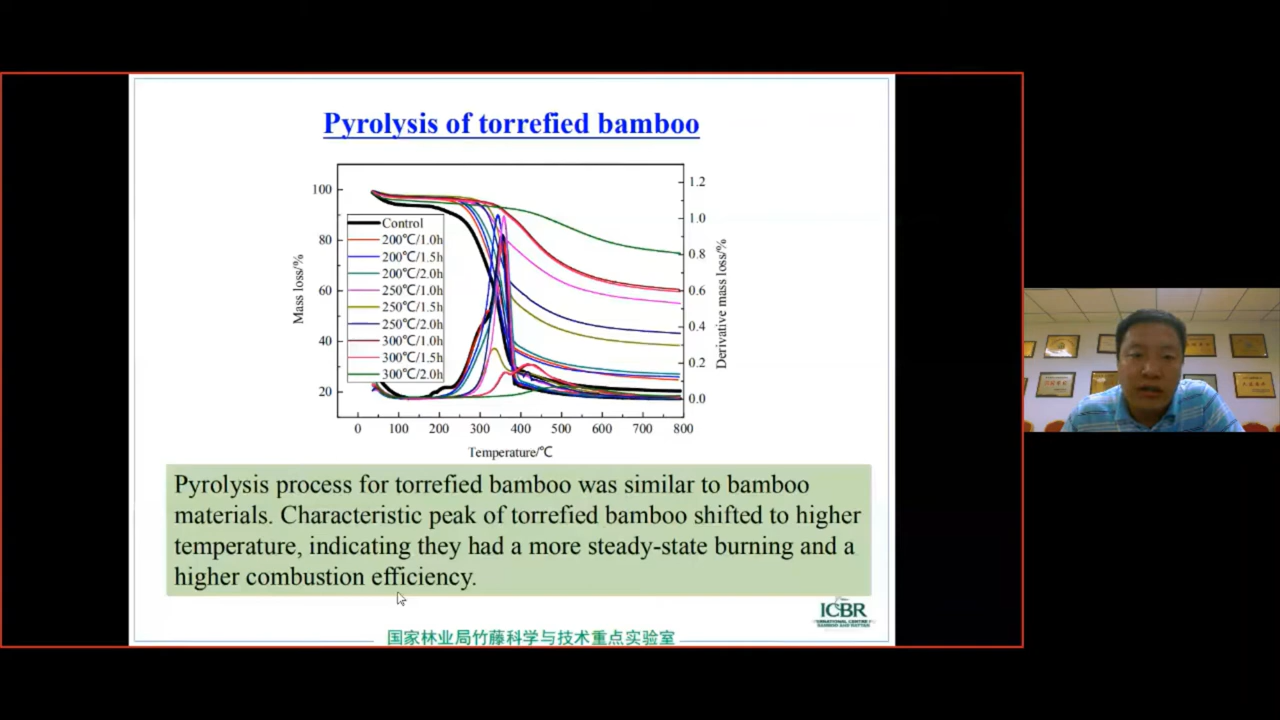 Pyrolysis of torrefied bamboo
Mass loss/%
100
80
60
40
20
Control
200℃/1.0h
200℃/1.5h
200℃/2.0h
250℃/1.0h
250℃/1.5h
250℃/2.0h
300℃/1.0h
300℃/1.5h
300℃/2.0h
1.2
1.0
0.8
0.6
0.4
0.2
0.0
Derivative mass loss/%
0 100 200 300 400 500 600 700 800
Temperature/℃
Pyrolysis process for torrefied bamboo was similar to bamboo
materials. Characteristic peak of torrefied bamboo shifted to higher
temperature, indicating they had a more steady-state burning and a
higher combustion efficiency.
ICBR
国家林业局竹藤科学与技术重点实验室